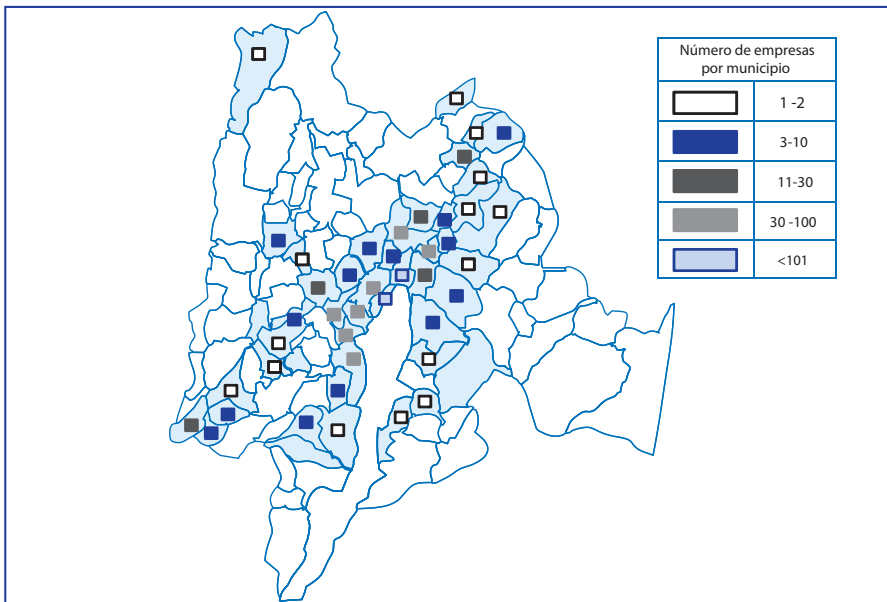 Número de empresas
por municipio
1 -2
3-10
11-30
30 -100
<101